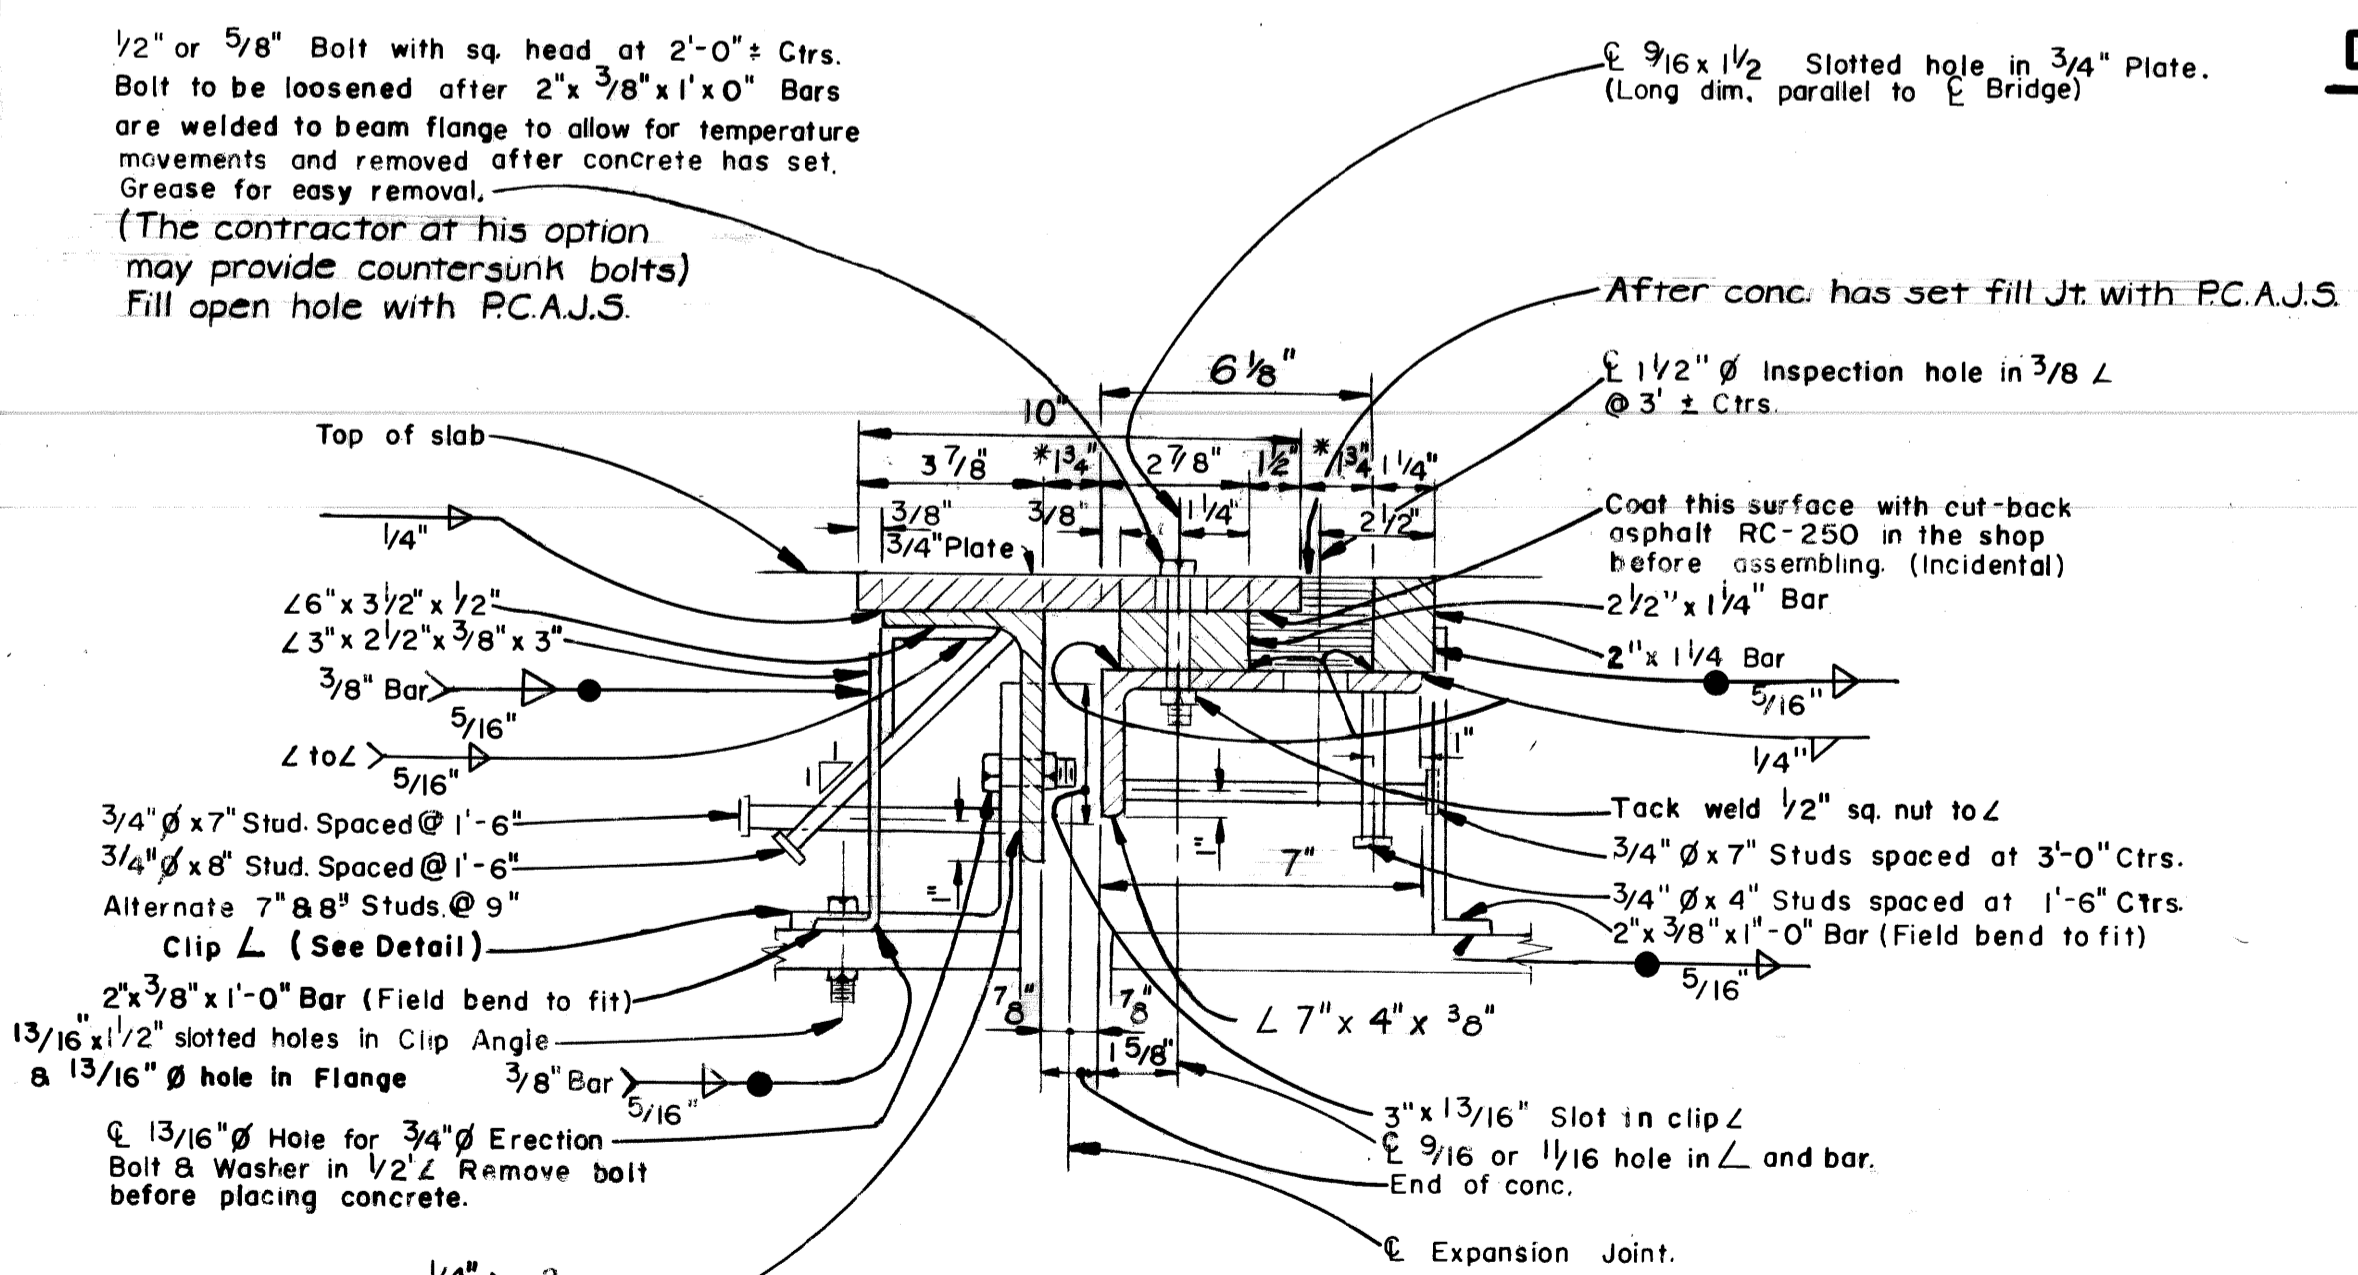 1/2" or 5/8" Bolt with sq. head at 2'-0"± Ctrs.
Bolt to be loosened after 2"x 3/8"x 1'x 0" Bars
are welded to beam flange to allow for temperature
movements and removed after concrete has set.
Grease for easy removal.
(The contractor at his option
may provide countersunk bolts)
Fill open hole with P.C.A.J.S.
℄ 9/16 x 1 1/2 Slotted hole in 3/4" Plate.
(Long dim. parallel to ℄ Bridge)
After conc. has set fill Jt. with P.C.A.J.S.
℄ 1 1/2" Ø Inspection hole in 3/8 ∠
@ 3' ± Ctrs.
6 1/8"
10"
3 7/8"
*1 3/4"
2 7/8"
1 1/2"
*1 3/4"
1 1/4"
3/8"
3/8"
1 1/4"
2 1/2"
3/4" Plate
Top of slab
1/4"
∠6" x 3 1/2" x 1/2"
∠ 3" x 2 1/2"x 3/8" x 3"
3/8" Bar
5/16"
∠ to∠
5/16"
3/4"Ø x7" Stud. Spaced @ 1'-6"
3/4"Ø x 8" Stud. Spaced @ 1'-6"
Alternate 7" & 8" Studs. @ 9"
Clip ∠ (See Detail)
2"x 3/8" x 1'-0" Bar (Field bend to fit)
13/16"x1 1/2" slotted holes in Clip Angle
& 13/16" Ø hole in Flange
3/8" Bar
5/16"
℄ 13/16"Ø Hole for 3/4"Ø Erection
Bolt & Washer in 1/2'∠ Remove bolt
before placing concrete.
1/4"
Coat this surface with cut-back
asphalt RC-250 in the shop
before assembling. (Incidental)
2 1/2" x 1 1/4" Bar
2" x 1 1/4 Bar
5/16"
1/4"
Tack weld 1/2" sq. nut to ∠
3/4" Ø x 7" Studs spaced at 3'-0" Ctrs.
3/4" Ø x 4" Studs spaced at 1'-6" Ctrs.
2"x 3/8"x1"-0" Bar (Field bend to fit)
5/16"
1
1
1"
1"
1"
7"
7/8"
7/8"
1 5/8"
∠ 7" x 4" x 3/8"
3" x 13/16" Slot in clip ∠
℄ 9/16 or 11/16 hole in ∠ and bar.
End of conc.
℄ Expansion Joint.